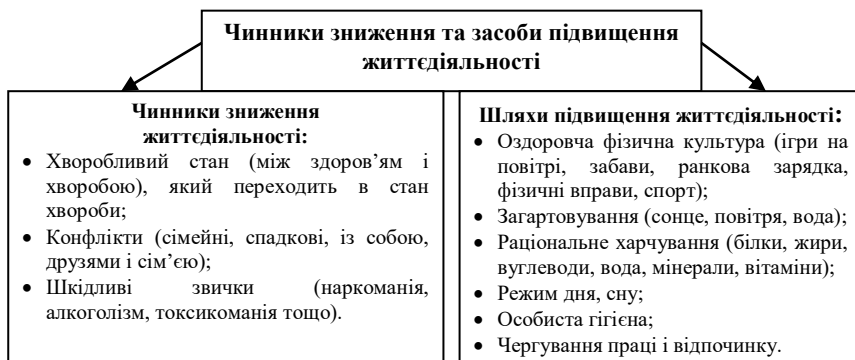 Чинники зниження та засоби підвищення
життєдіяльності
Чинники зниження
життєдіяльності:
• Хворобливий стан (між здоров’ям і
хворобою), який переходить в стан
хвороби;
• Конфлікти (сімейні, спадкові, із собою,
друзями і сім’єю);
• Шкідливі звички (наркоманія,
алкоголізм, токсикоманія тощо).
Шляхи підвищення життєдіяльності:
• Оздоровча фізична культура (ігри на
повітрі, забави, ранкова зарядка,
фізичні вправи, спорт);
• Загартовування (сонце, повітря, вода);
• Раціональне харчування (білки, жири,
вуглеводи, вода, мінерали, вітаміни);
• Режим дня, сну;
• Особиста гігієна;
• Чергування праці і відпочинку.